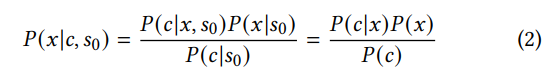 P(x|c, s₀) = P(c|x, s₀)P(x|s₀) / P(c|s₀) = P(c|x)P(x) / P(c) (2)